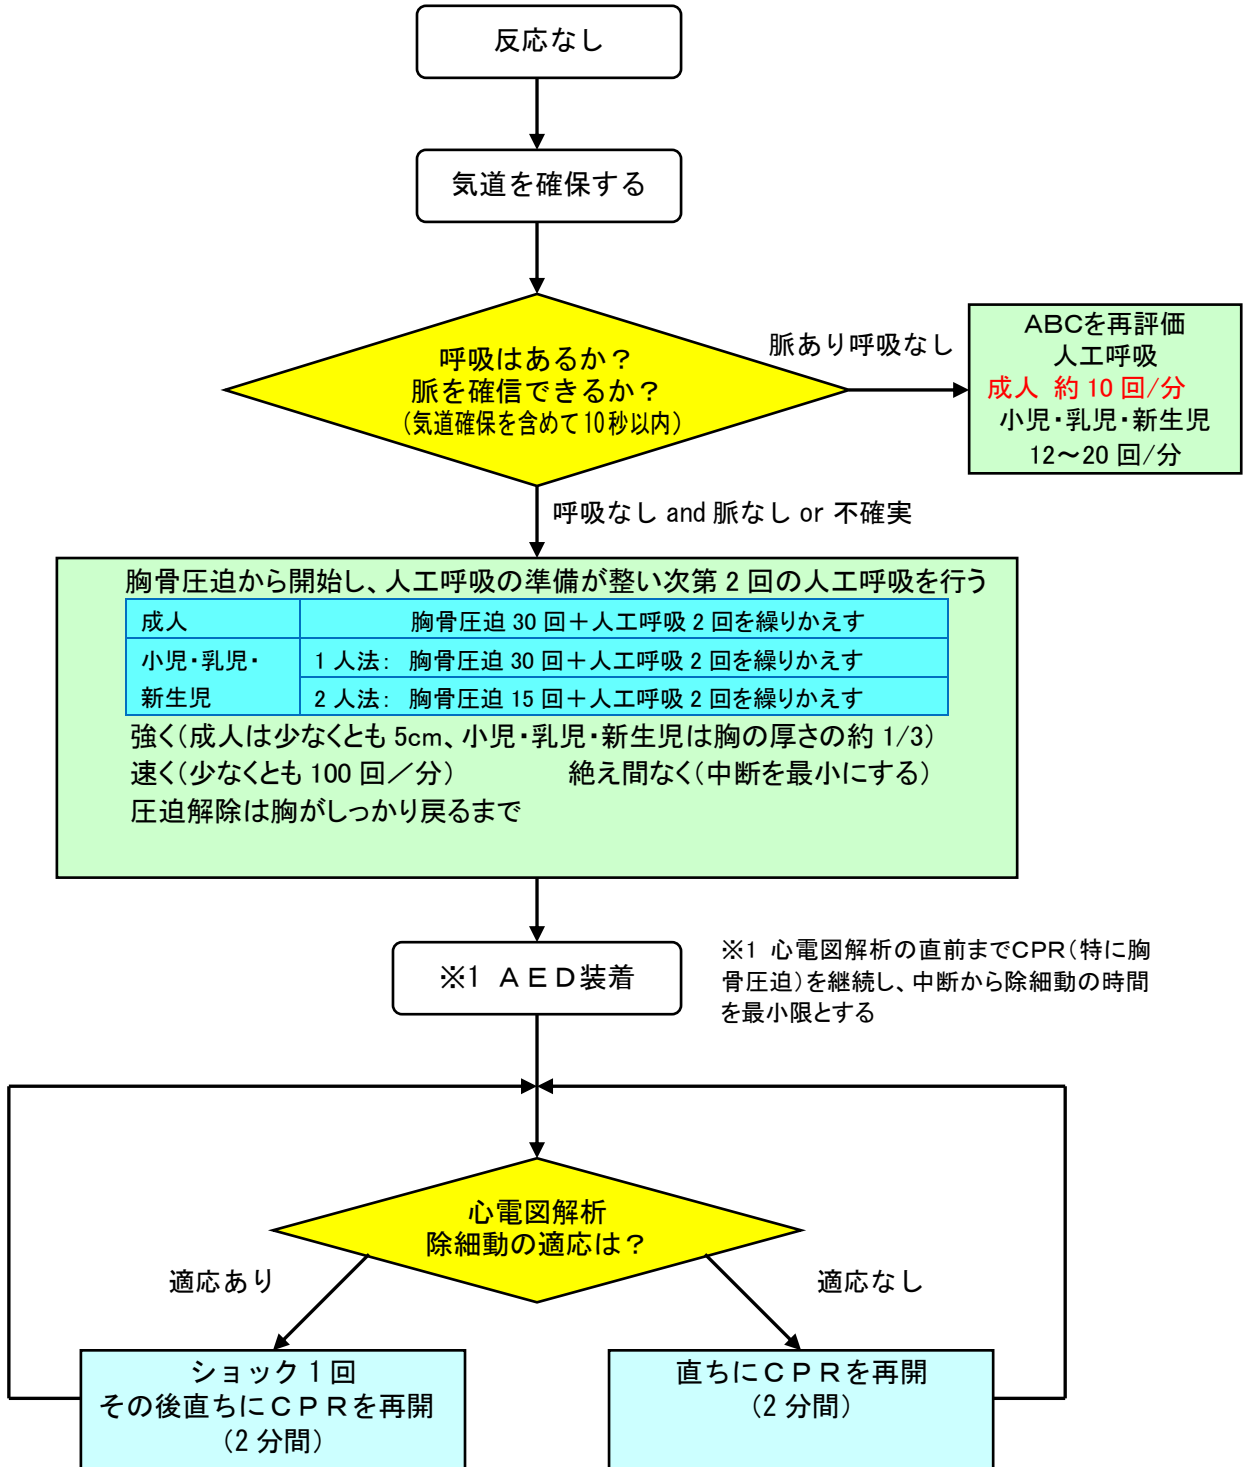 反応なし
気道を確保する
呼吸はあるか？
脈を確信できるか？
（気道確保を含めて10秒以内）
脈あり呼吸なし
ABCを再評価
人工呼吸
成人 約10回/分
小児・乳児・新生児
12～20回/分
呼吸なし and 脈なし or 不確実
胸骨圧迫から開始し、人工呼吸の準備が整い次第2回の人工呼吸を行う
成人 胸骨圧迫30回＋人工呼吸2回を繰りかえす
小児・乳児・ 1人法： 胸骨圧迫30回＋人工呼吸2回を繰りかえす
新生児 2人法： 胸骨圧迫15回＋人工呼吸2回を繰りかえす
強く（成人は少なくとも5cm、小児・乳児・新生児は胸の厚さの約1/3）
速く（少なくとも100回／分） 絶え間なく（中断を最小にする）
圧迫解除は胸がしっかり戻るまで
※1 ＡＥＤ装着
※1 心電図解析の直前までCPR（特に胸
骨圧迫）を継続し、中断から除細動の時間
を最小限とする
心電図解析
除細動の適応は？
適応あり
適応なし
ショック1回
その後直ちにＣＰＲを再開
（2分間）
直ちにＣＰＲを再開
（2分間）